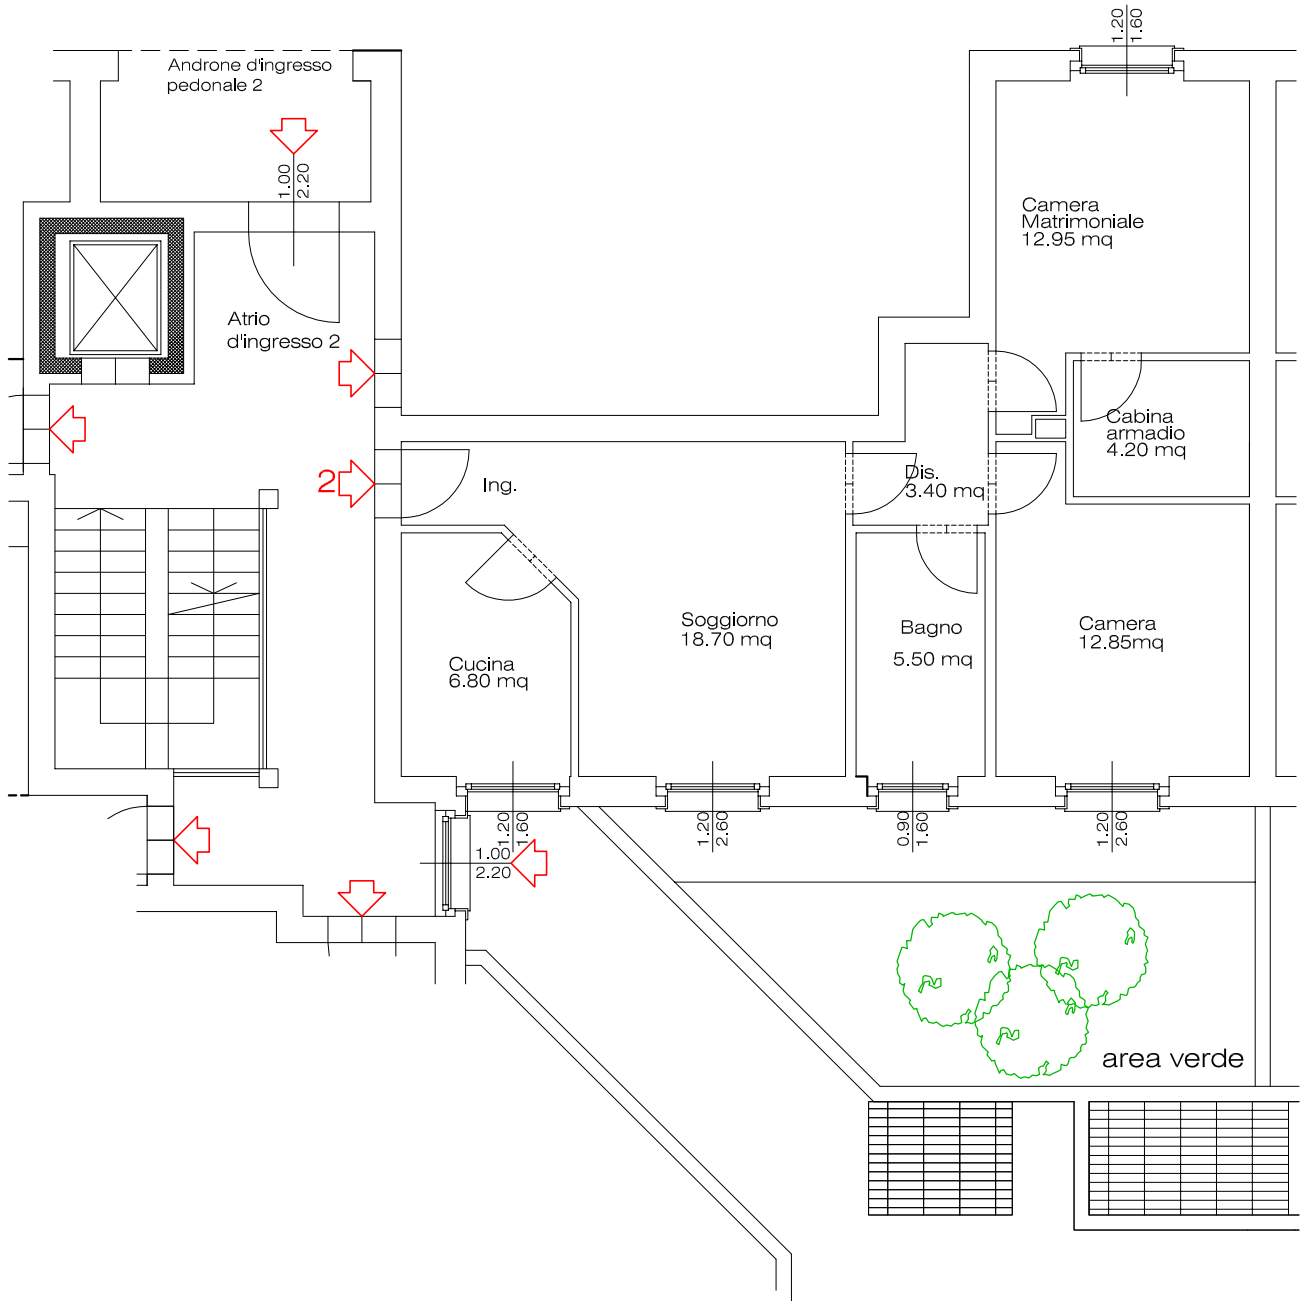 1.20
1.60
Androne d'ingresso
pedonale 2
1.00
2.20
Camera
Matrimoniale
12.95 mq
Atrio
d'ingresso 2
Cabina
armadio
4.20 mq
2
Ing.
Dis.
3.40 mq
Soggiorno
18.70 mq
Bagno
5.50 mq
Camera
12.85mq
Cucina
6.80 mq
1.20
1.60
1.20
2.60
0.90
1.60
1.20
2.60
1.00
2.20
area verde